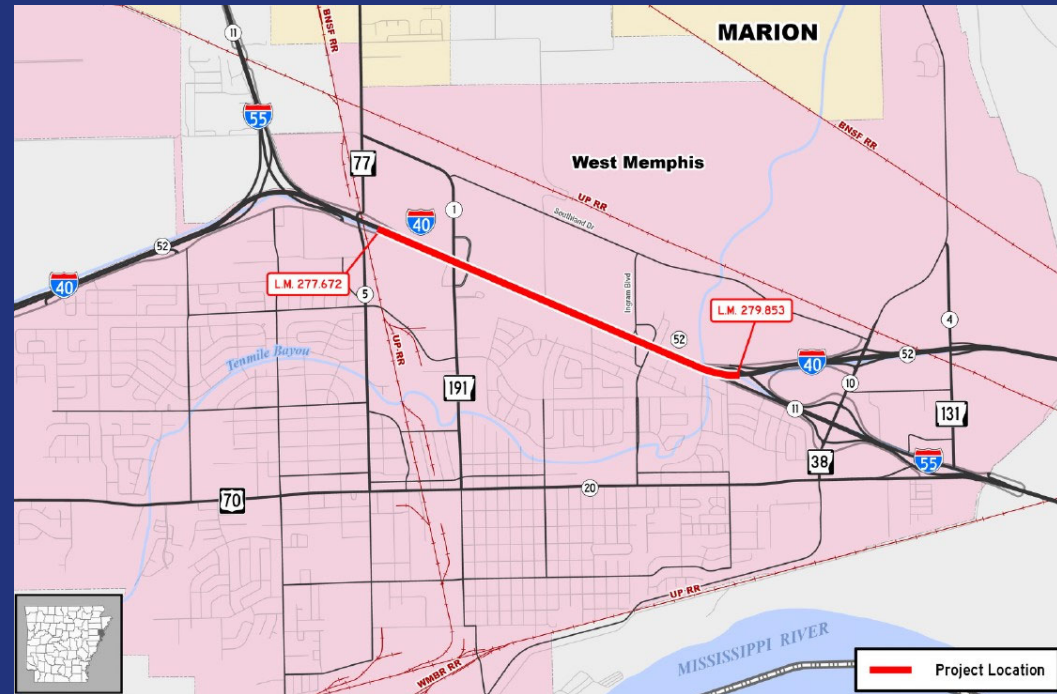 MARION
11
BNSF RR
55
77
BNSF RR
West Memphis
UP RR
1
40
Southland Dr
52
L.M. 277.672
40
5
Ingram Blvd
L.M. 279.853
52
4
Tenmile Bayou
UP RR
40
52
191
10
131
11
38
55
70
20
UP RR
WMBR RR
MISSISSIPPI RIVER
Project Location